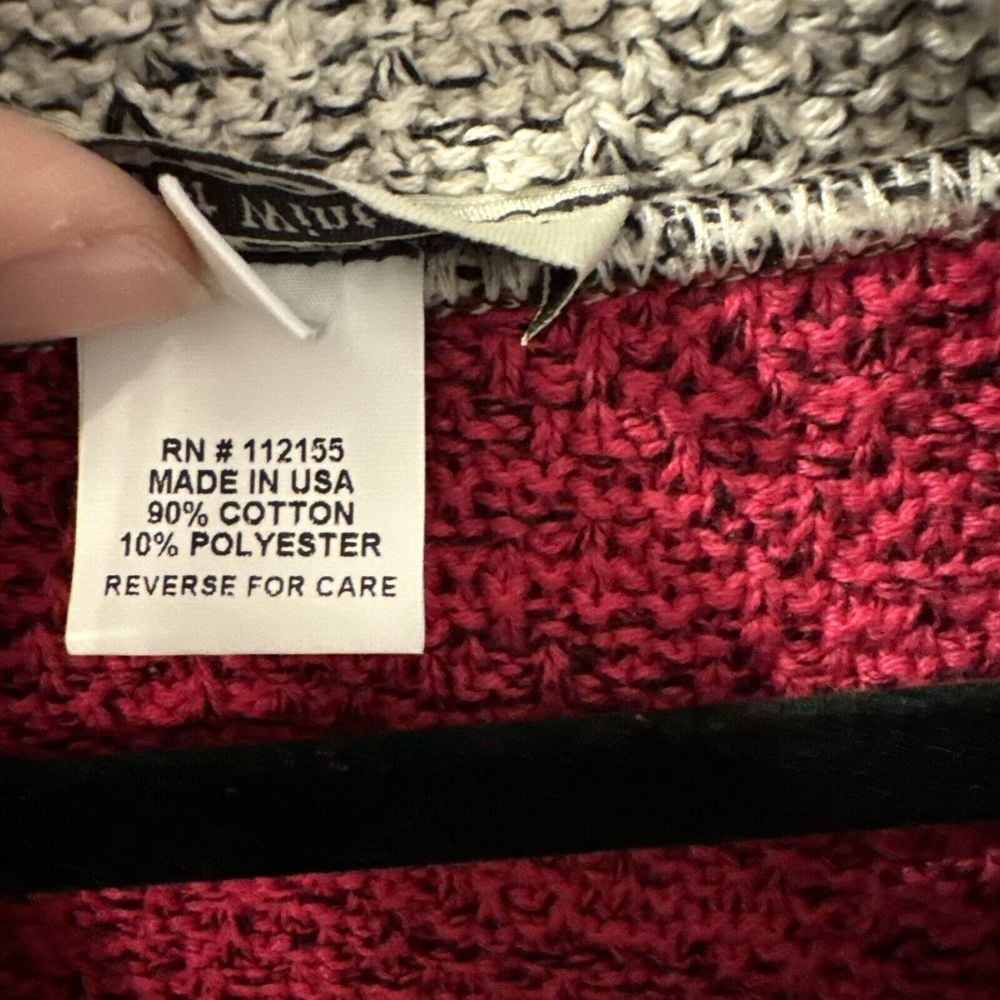 RN # 112155
MADE IN USA
90% COTTON
10% POLYESTER
REVERSE FOR CARE